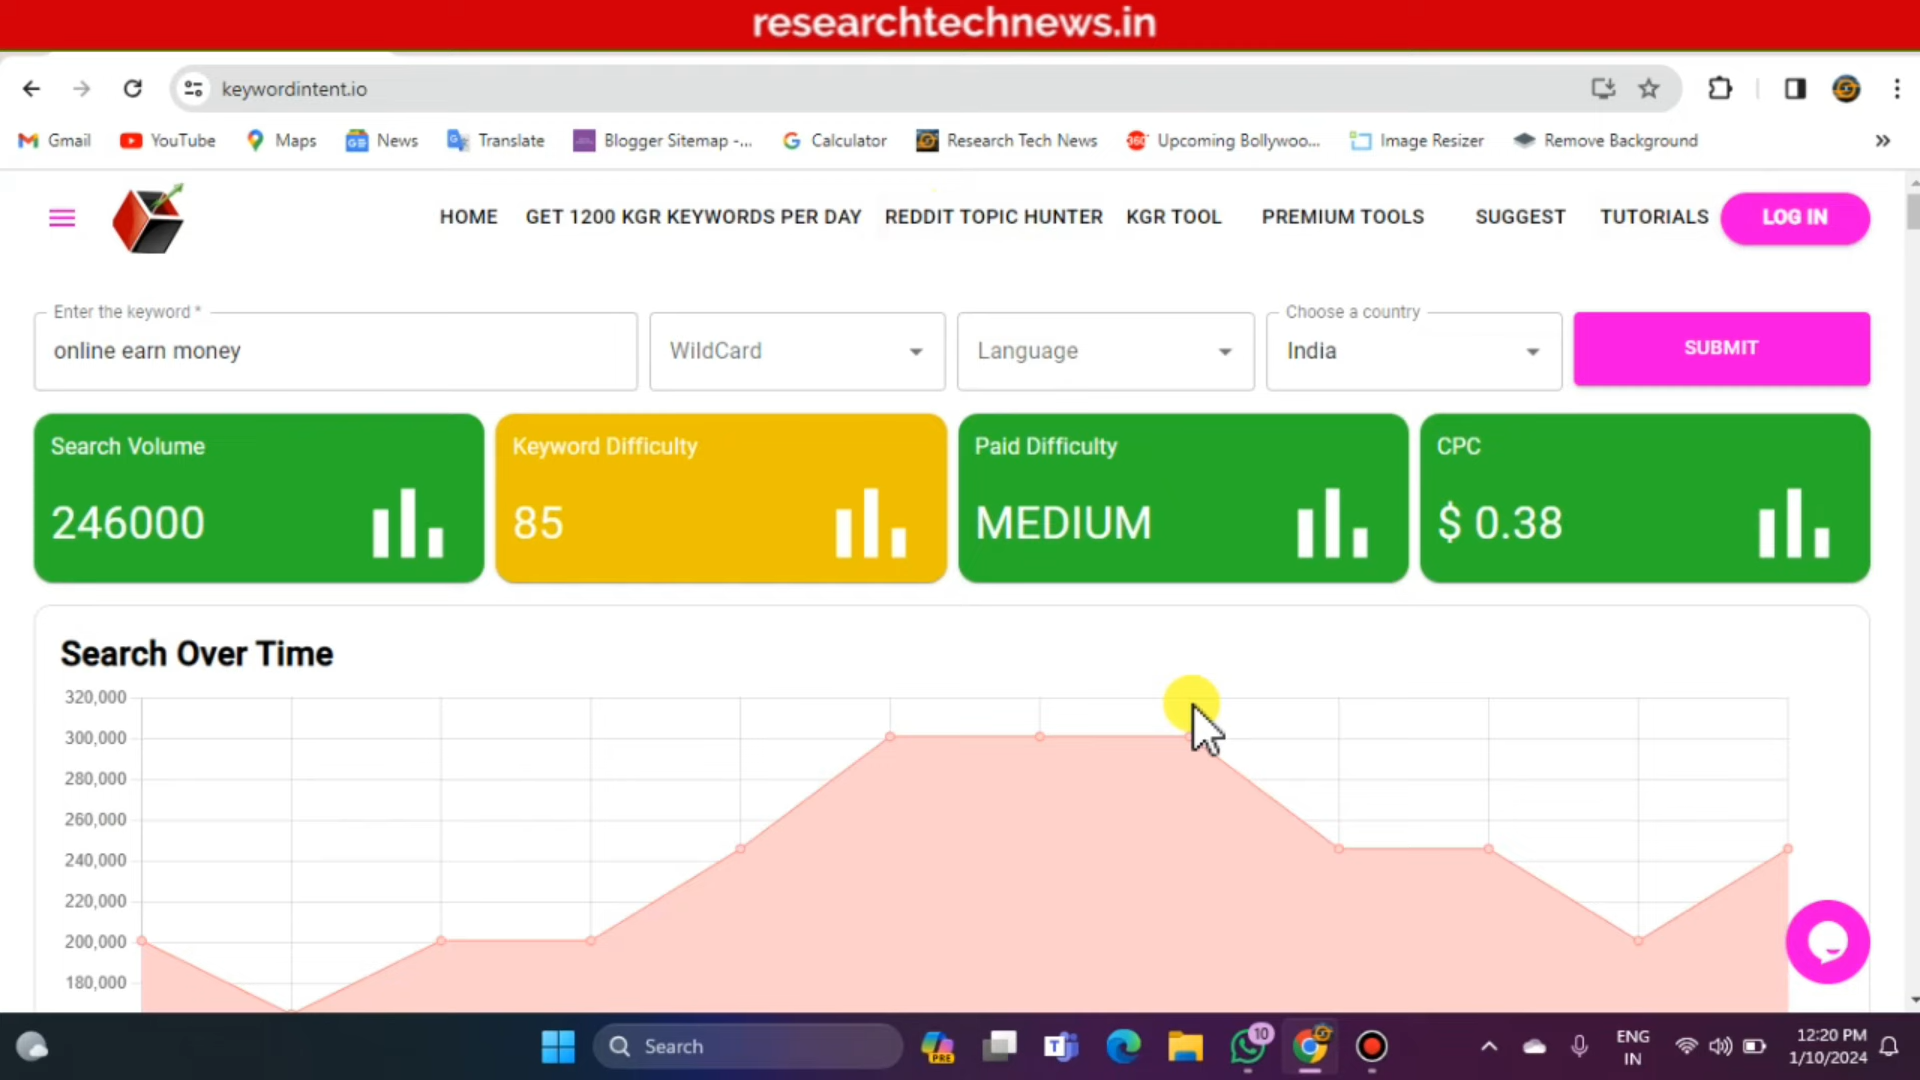 researchtechnews.in
keywordintent.io
Gmail YouTube Maps News Translate Blogger Sitemap -... Calculator Research Tech News Upcoming Bollywoo... Image Resizer Remove Background
HOME GET 1200 KGR KEYWORDS PER DAY REDDIT TOPIC HUNTER KGR TOOL PREMIUM TOOLS SUGGEST TUTORIALS LOG IN
Enter the keyword * Choose a country
online earn money WildCard Language India SUBMIT
Search Volume Keyword Difficulty Paid Difficulty CPC
246000 85 MEDIUM $ 0.38
Search Over Time
320,000
300,000
280,000
260,000
240,000
220,000
200,000
180,000
Search PRE 10 ENG 12:20 PM
IN 1/10/2024